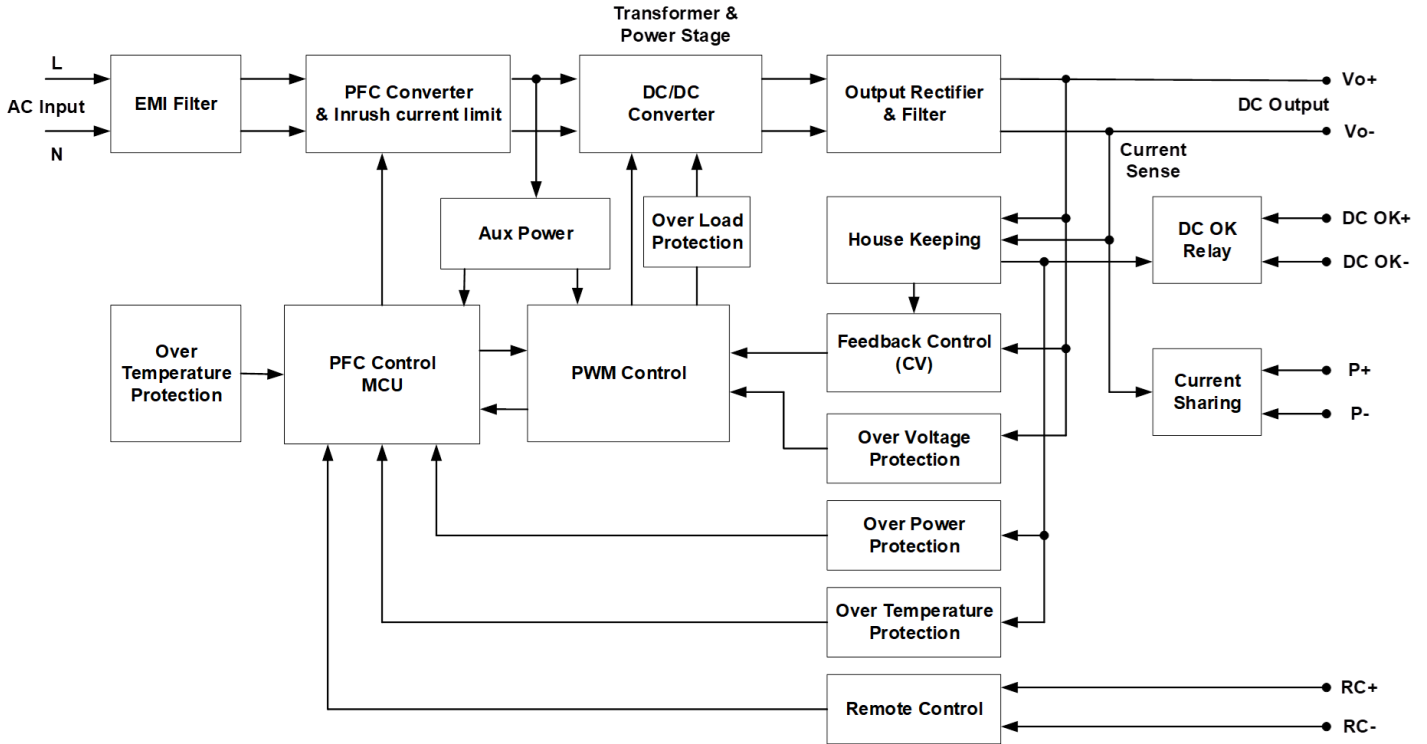 Transformer &
Power Stage
L
AC Input
N
EMI Filter
PFC Converter
& Inrush current limit
DC/DC
Converter
Output Rectifier
& Filter
Vo+
DC Output
Vo-
Current
Sense
Aux Power
Over Load
Protection
House Keeping
DC OK
Relay
DC OK+
DC OK-
Over
Temperature
Protection
PFC Control
MCU
PWM Control
Feedback Control
(CV)
Current
Sharing
P+
P-
Over Voltage
Protection
Over Power
Protection
Over Temperature
Protection
Remote Control
RC+
RC-